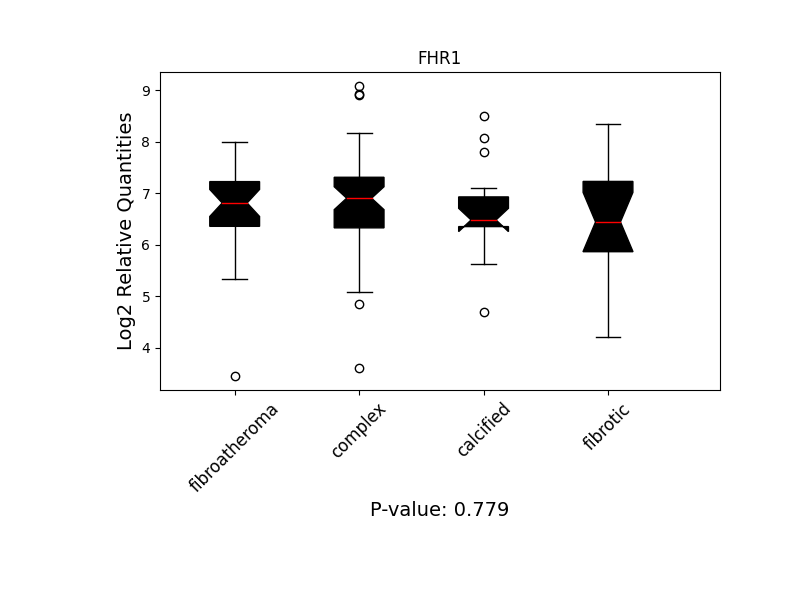 FHR1
Log2 Relative Quantities
9
8
7
6
5
4
fibroatheroma
complex
calcified
fibrotic
P-value: 0.779